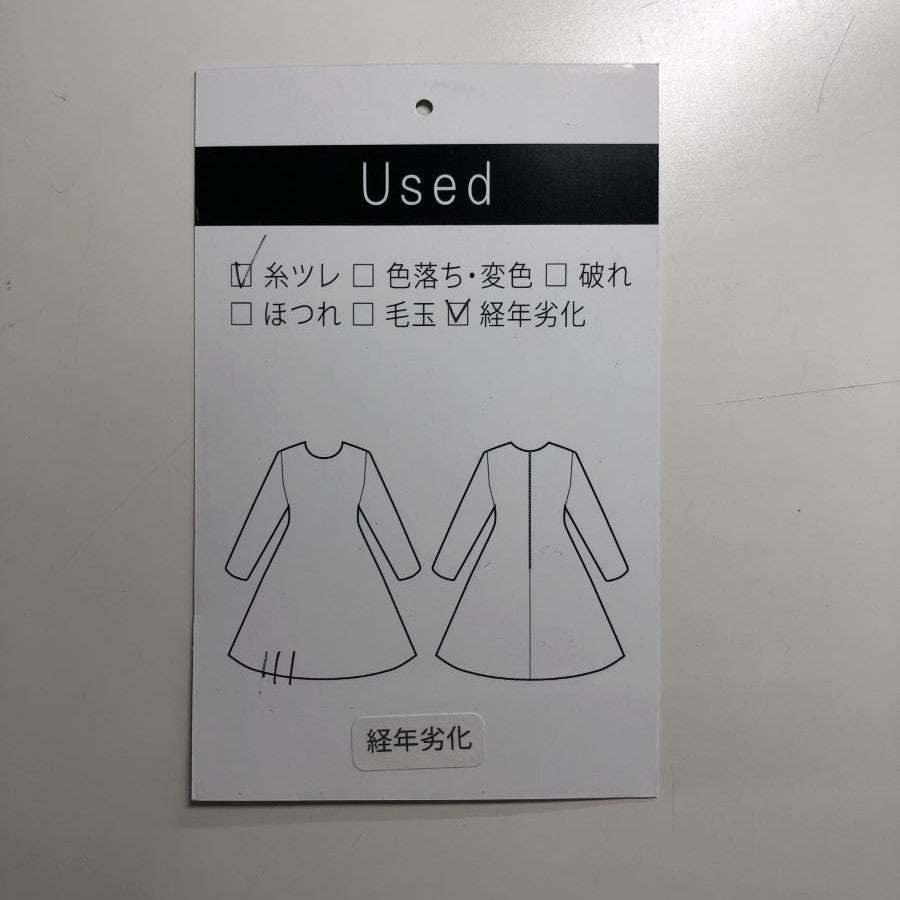 Used
☑ 糸ツレ □ 色落ち・変色 □ 破れ
□ ほつれ □ 毛玉 ☑ 経年劣化
経年劣化